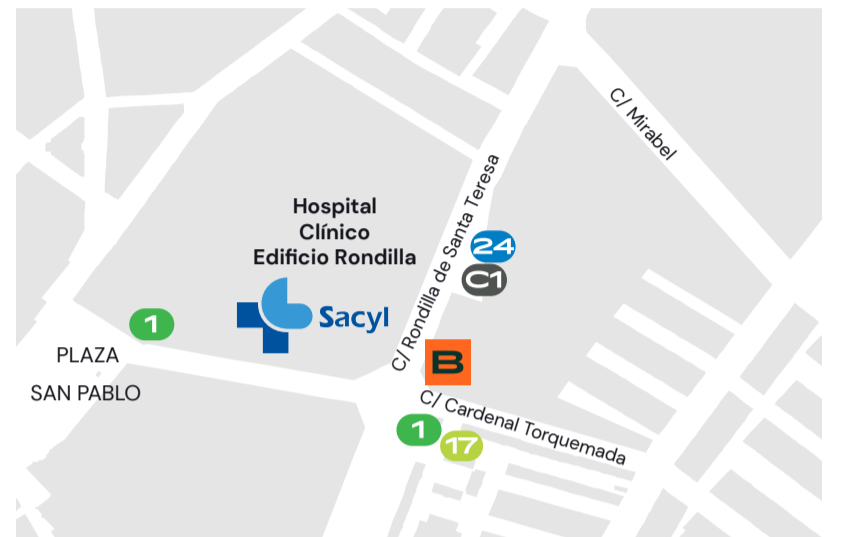 C/ Mirabel
C/ Rondilla de Santa Teresa
Hospital
Clínico
Edificio Rondilla
24
C1
Sacyl
1
PLAZA
SAN PABLO
B
C/ Cardenal Torquemada
1
17